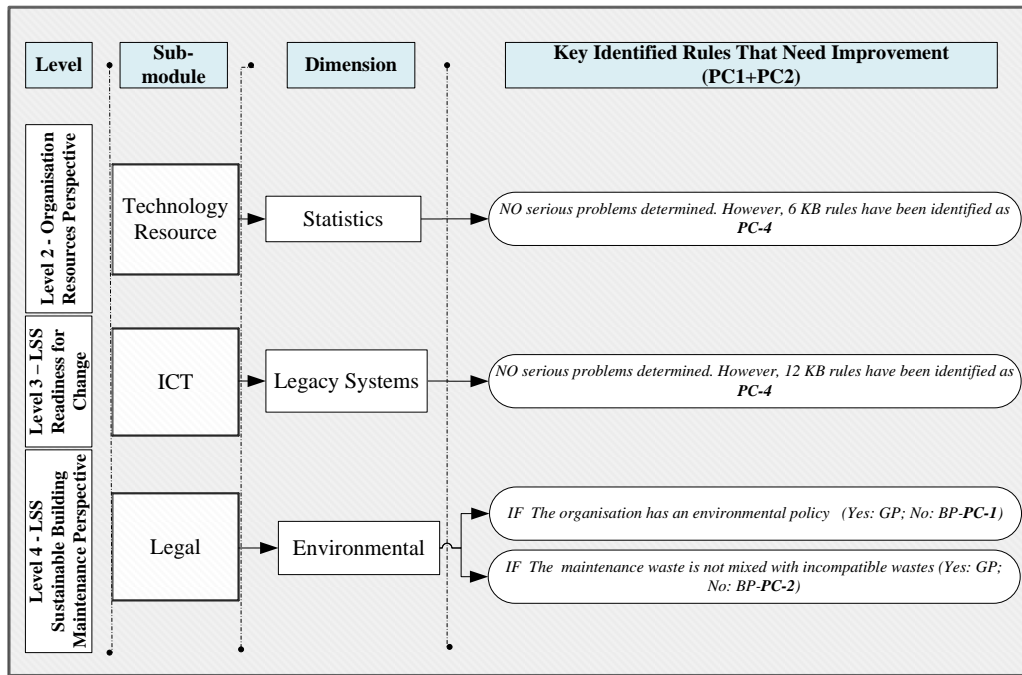 Level
Sub-
module
Dimension
Key Identified Rules That Need Improvement
(PC1+PC2)
Level 2 - Organisation
Resources Perspective
Technology
Resource
Statistics
NO serious problems determined. However, 6 KB rules have been identified as
PC-4
Level 3 – LSS
Readiness for
Change
ICT
Legacy Systems
NO serious problems determined. However, 12 KB rules have been identified as
PC-4
Level 4 - LSS
Sustainable Building
Maintenance Perspective
Legal
Environmental
IF The organisation has an environmental policy (Yes: GP; No: BP-PC-1)
IF The maintenance waste is not mixed with incompatible wastes (Yes: GP;
No: BP-PC-2)